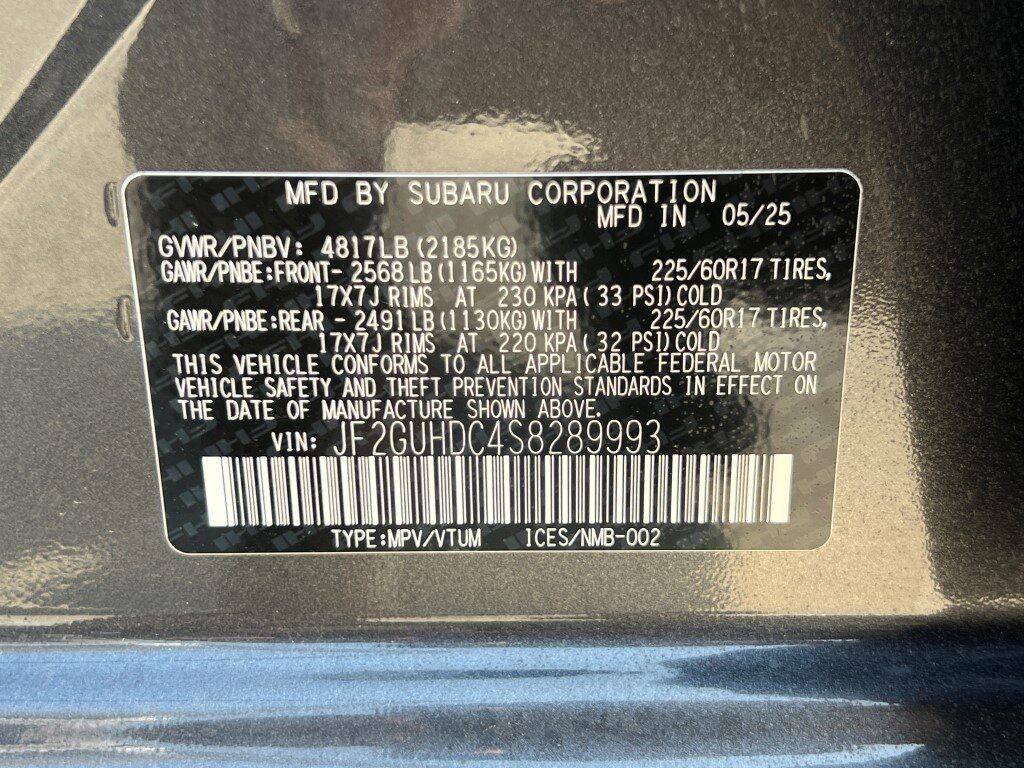 MFD BY SUBARU CORPORATION
MFD IN 05/25
GVWR/PNBV: 4817LB (2185KG)
GAWR/PNBE:FRONT- 2568LB(1165KG)WITH 225/60R17 TIRES,
17X7J RIMS AT 230 KPA( 33 PSI)COLD
GAWR/PNBE:REAR - 2491LB(1130KG)WITH 225/60R17 TIRES,
17X7J RIMS AT 220 KPA( 32 PSI)COLD
THIS VEHICLE CONFORMS TO ALL APPLICABLE FEDERAL MOTOR
VEHICLE SAFETY AND THEFT PREVENTION STANDARDS IN EFFECT ON
THE DATE OF MANUFACTURE SHOWN ABOVE.
VIN: JF2GUHDC4S8289993
TYPE:MPV/VTUM ICES/NMB-002